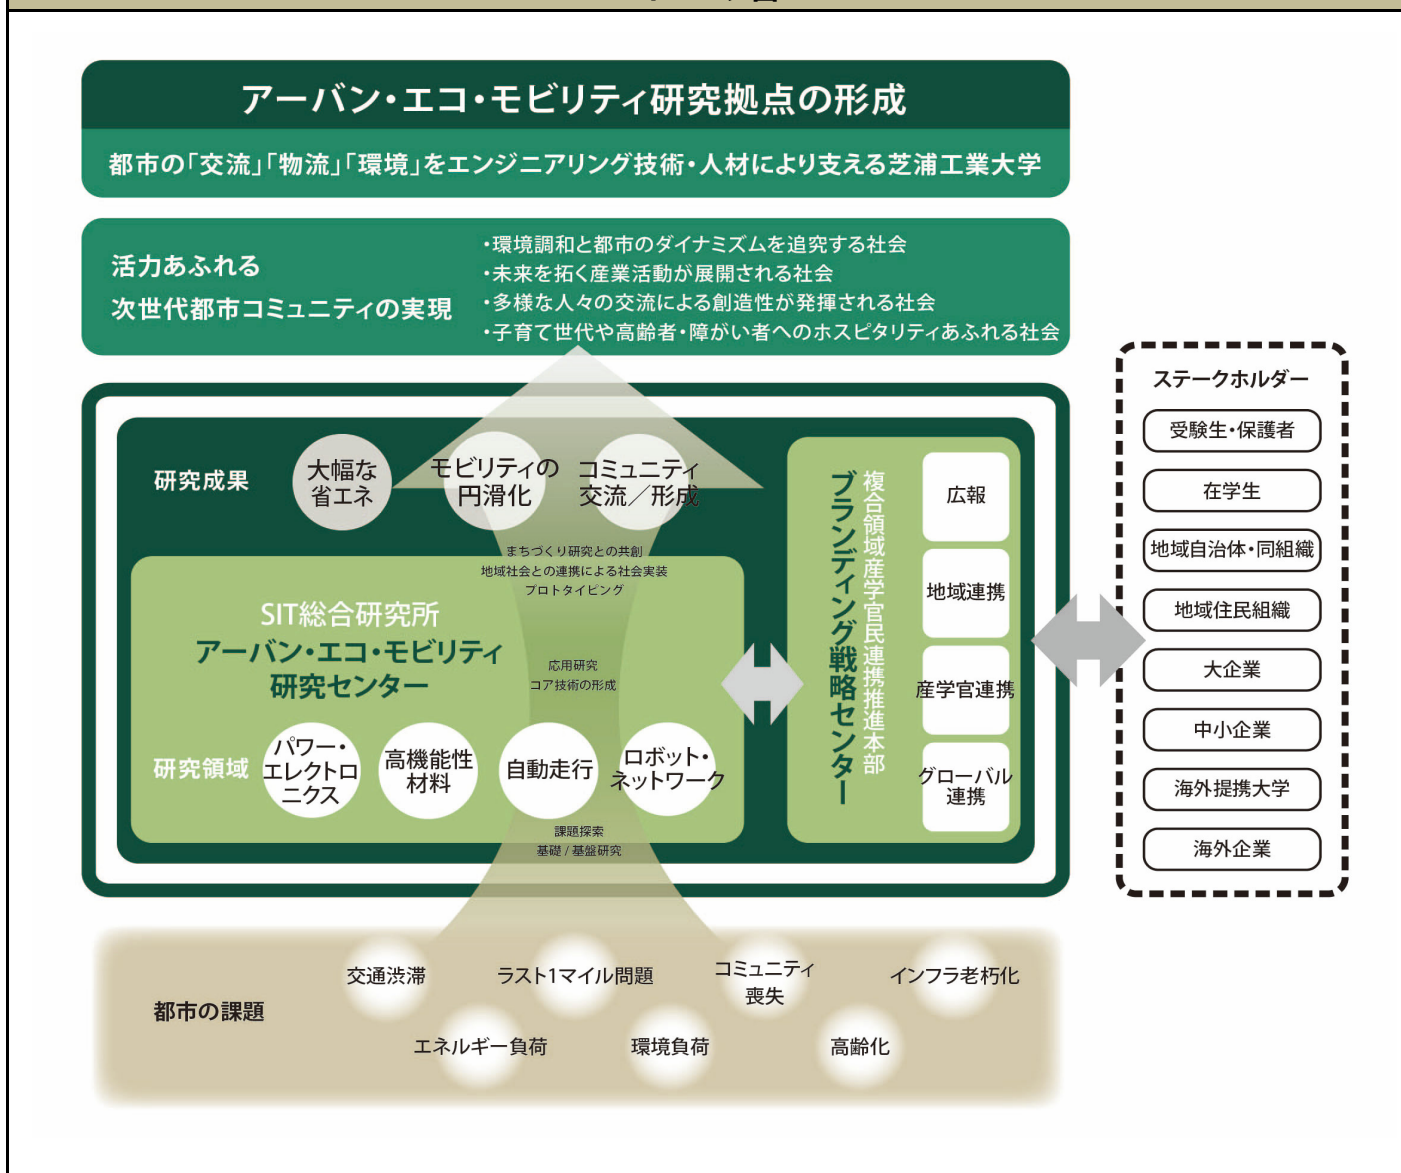 アーバン・エコ・モビリティ研究拠点の形成
都市の「交流」「物流」「環境」をエンジニアリング技術・人材により支える芝浦工業大学
活力あふれる
次世代都市コミュニティの実現
・環境調和と都市のダイナミズムを追究する社会
・未来を拓く産業活動が展開される社会
・多様な人々の交流による創造性が発揮される社会
・子育て世代や高齢者・障がい者へのホスピタリティあふれる社会
研究成果
大幅な
省エネ
モビリティの
円滑化
コミュニティ
交流／形成
まちづくり研究との共創
地域社会との連携による社会実装
プロトタイピング
SIT総合研究所
アーバン・エコ・モビリティ
研究センター
応用研究
コア技術の形成
研究領域
パワー・
エレクトロ
ニクス
高機能性
材料
自動走行
ロボット・
ネットワーク
課題探索
基礎 / 基盤研究
複合領域産学官民連携推進本部
ブランディング戦略センター
広報
地域連携
産学官連携
グローバル
連携
ステークホルダー
受験生・保護者
在学生
地域自治体・同組織
地域住民組織
大企業
中小企業
海外提携大学
海外企業
都市の課題
交通渋滞
ラスト1マイル問題
コミュニティ
喪失
インフラ老朽化
エネルギー負荷
環境負荷
高齢化